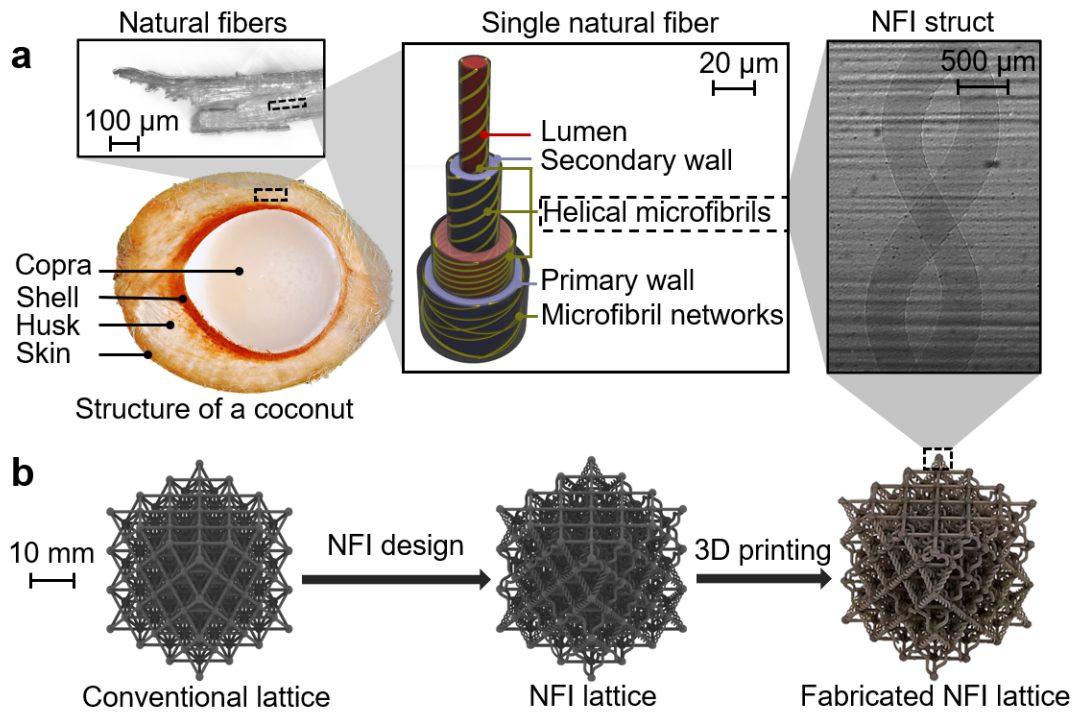 Natural fibers
Single natural fiber
NFI struct
a
100 μm
20 μm
500 μm
Lumen
Secondary wall
Helical microfibrils
Primary wall
Microfibril networks
Copra
Shell
Husk
Skin
Structure of a coconut
b
10 mm
NFI design
3D printing
Conventional lattice
NFI lattice
Fabricated NFI lattice